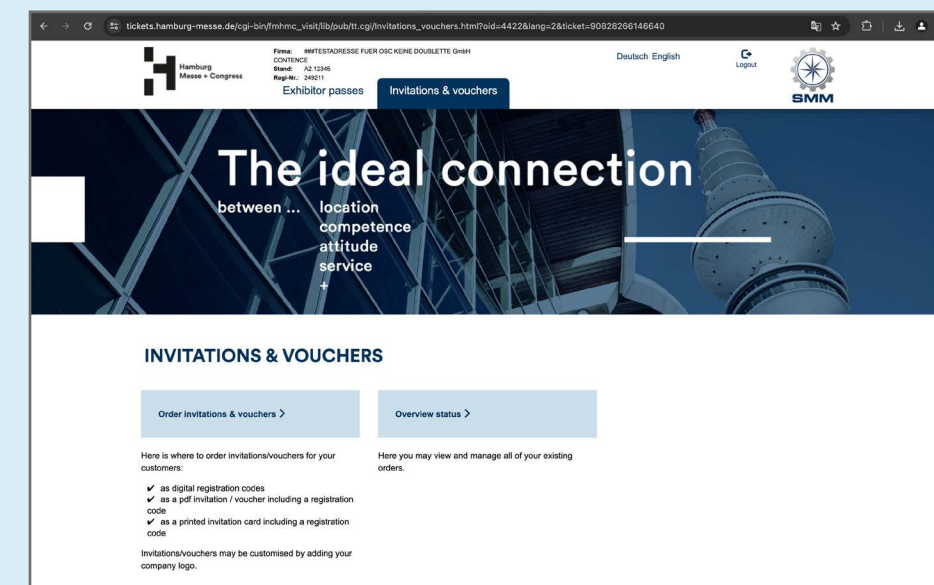 tickets.hamburg-messe.de/cgi-bin/fmhmc_visit/lib/pub/tt.cgi/Invitations_vouchers.html?oid=4422&lang=2&ticket=90828266146640
Hamburg
Messe + Congress
Firma: ###TESTADRESSE FUER OSC KEINE DOUBLETTE GmbH
CONTENCE
Stand: A2.12345
Regi-Nr.: 249211
Deutsch English
Logout
SMM
Exhibitor passes
Invitations & vouchers
The ideal connection
between ... location
competence
attitude
service
+
INVITATIONS & VOUCHERS
Order invitations & vouchers >
Overview status >
Here is where to order invitations/vouchers for your
customers:
✔ as digital registration codes
✔ as a pdf invitation / voucher including a registration
code
✔ as a printed invitation card including a registration
code
Invitations/vouchers may be customised by adding your
company logo.
Here you may view and manage all of your existing
orders.